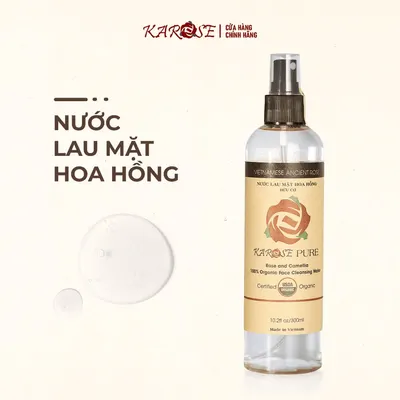 KAROSE
CỬA HÀNG
CHÍNH HÃNG
NƯỚC
LAU MẶT
HOA HỒNG
VIETNAMESE ANCIENT ROSE
NƯỚC LAU MẶT HOA HỒNG
HỮU CƠ
KAROSE PURE
Rose and Camellia
100% Organic Face Cleansing Water
Certified USDA ORGANIC Organic
10.2fl oz/300ml
Made in Vietnam